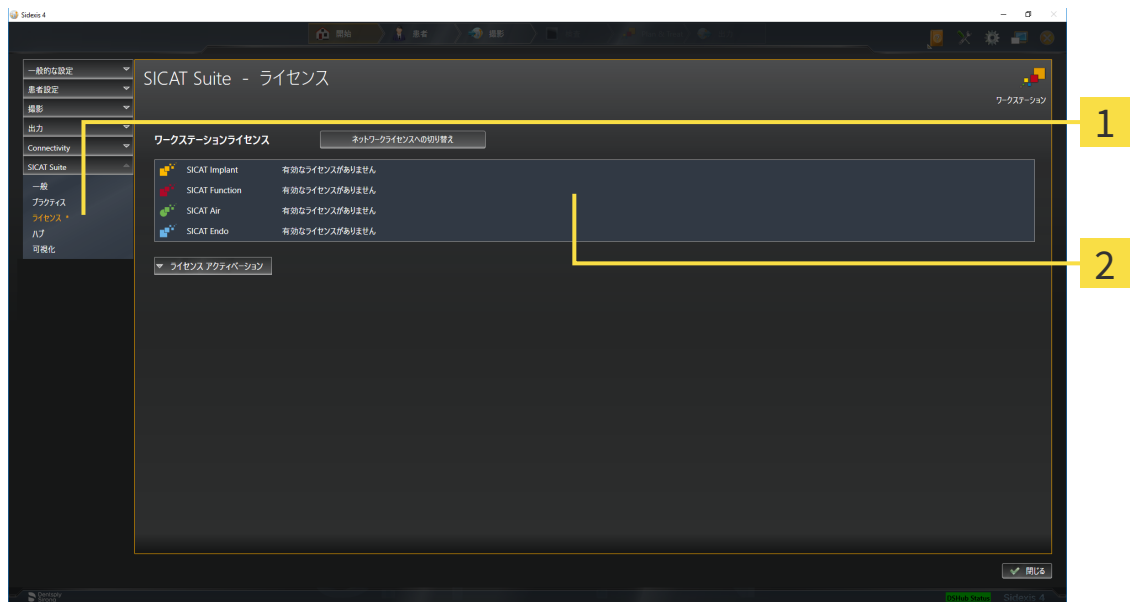 Sidexis 4
開始 患者 撮影
一般的な設定
患者設定
撮影
出力
Connectivity
SICAT Suite
一般
プラクティス
ライセンス *
ハブ
可視化
SICAT Suite - ライセンス
ワークステーション
ワークステーションライセンス ネットワークライセンスへの切り替え
SICAT Implant 有効なライセンスがありません
SICAT Function 有効なライセンスがありません
SICAT Air 有効なライセンスがありません
SICAT Endo 有効なライセンスがありません
ライセンス アクティベーション
1
2
閉じる
Dentsply
Sirona
DSHub Status Sidexis 4